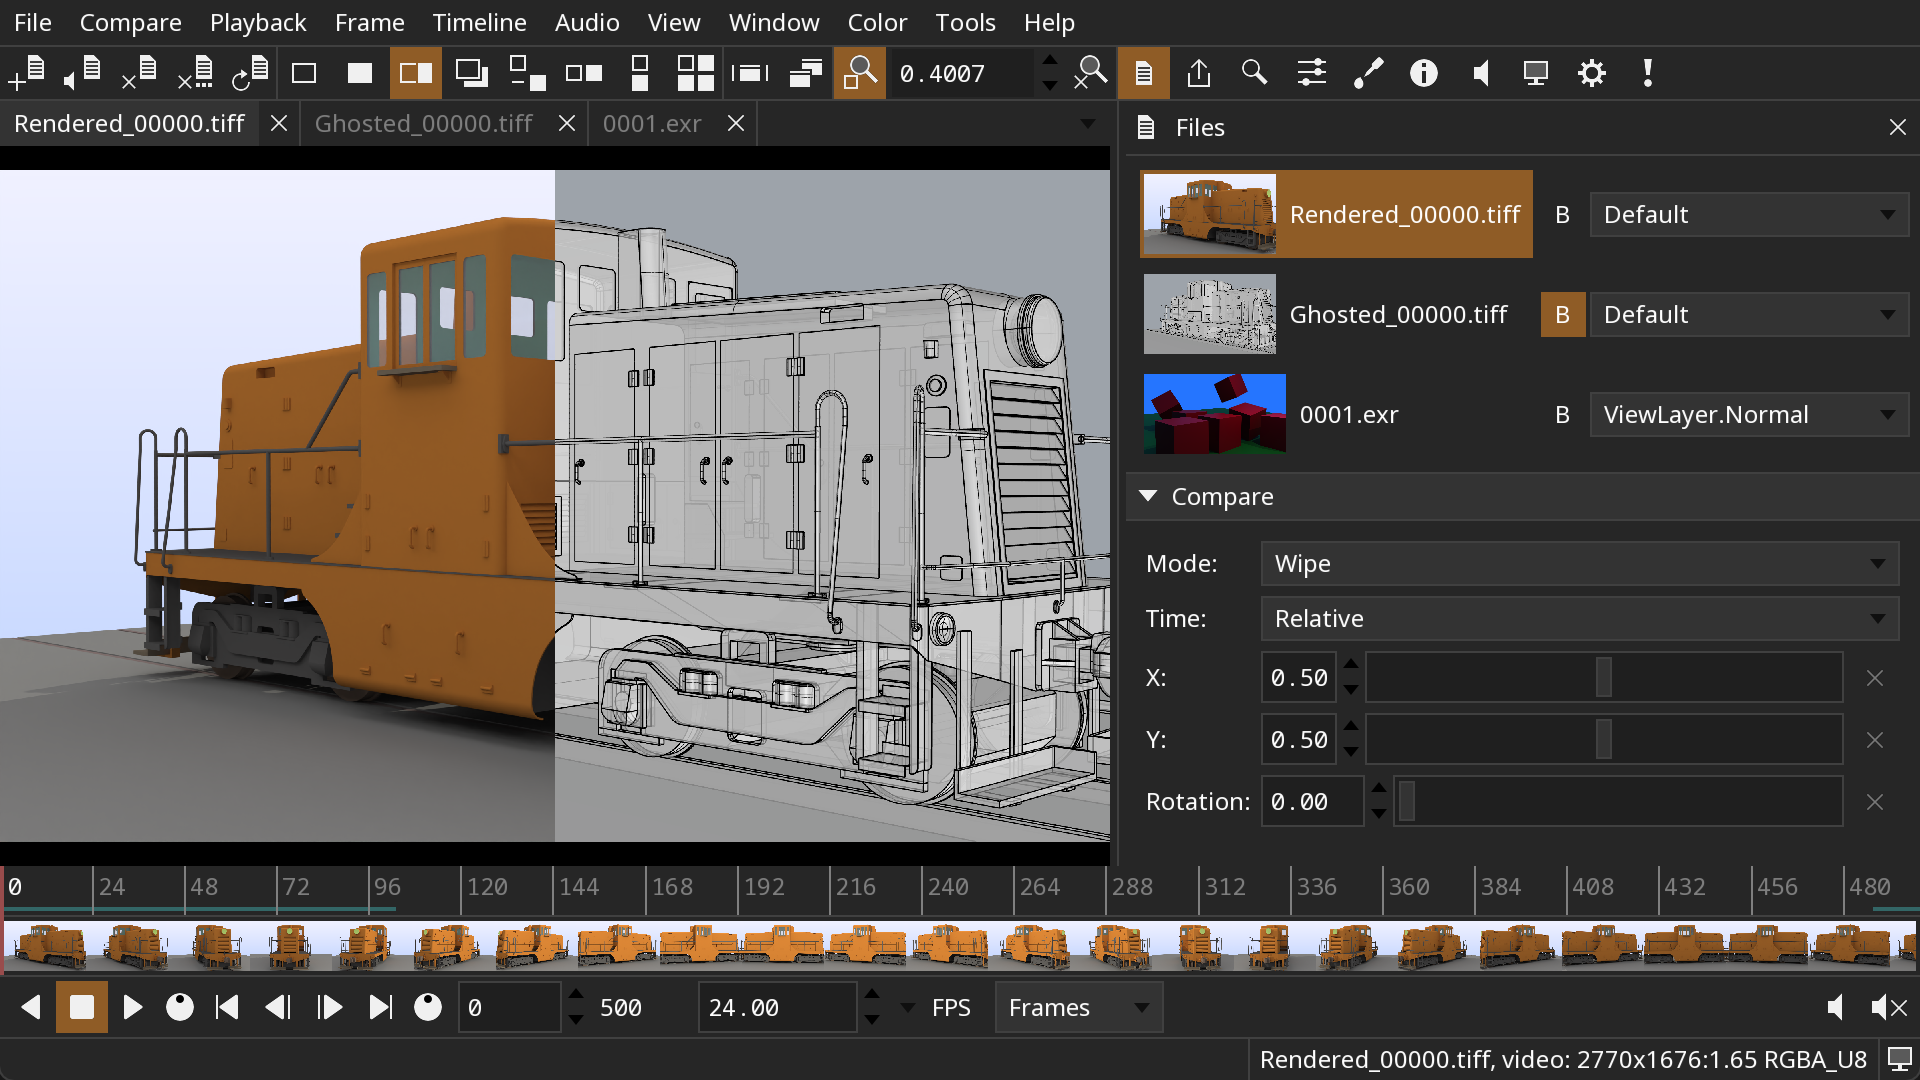 File Compare Playback Frame Timeline Audio View Window Color Tools Help
0.4007
Rendered_00000.tiff Ghosted_00000.tiff 0001.exr
Files
Rendered_00000.tiff B Default
Ghosted_00000.tiff B Default
0001.exr B ViewLayer.Normal
Compare
Mode: Wipe
Time: Relative
X: 0.50
Y: 0.50
Rotation: 0.00
0 24 48 72 96 120 144 168 192 216 240 264 288 312 336 360 384 408 432 456 480
0 500 24.00 FPS Frames
Rendered_00000.tiff, video: 2770x1676:1.65 RGBA_U8